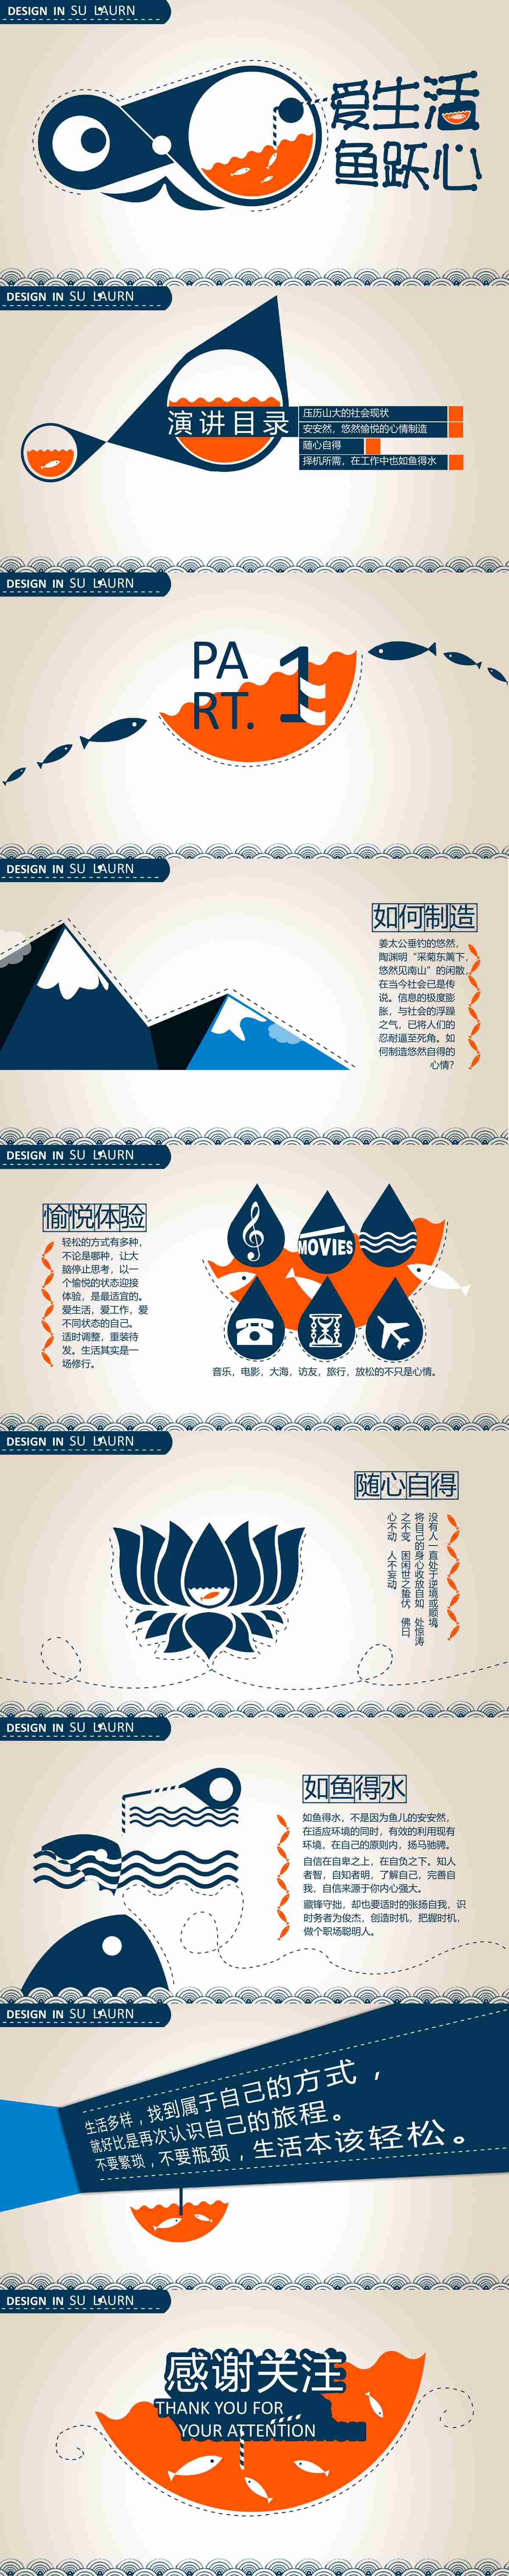 DESIGN IN SU LAURN
爱生活
鱼跃心
DESIGN IN SU LAURN
演讲目录
压历山大的社会现状
安安然，悠然愉悦的心情制造
随心自得
择机所需，在工作中也如鱼得水
DESIGN IN SU LAURN
PA
RT.
1
DESIGN IN SU LAURN
如何制造
姜太公垂钓的悠然，
陶渊明“采菊东篱下，
悠然见南山”的闲散，
在当今社会已是传
说。信息的极度膨
胀，与社会的浮躁
之气，已将人们的
忍耐逼至死角。如
何制造悠然自得的
心情？
DESIGN IN SU LAURN
愉悦体验
轻松的方式有多种，
不论是哪种，让大
脑停止思考，以一
个愉悦的状态迎接
体验，是最适宜的。
爱生活，爱工作，爱
不同状态的自己。
适时调整，重装待
发。生活其实是一
场修行。
MOVIES
音乐，电影，大海，访友，旅行，放松的不只是心情。
DESIGN IN SU LAURN
随心自得
没有人一直处于逆境或顺境，
将自己的身心收放自如，处惊涛
之不变，困闲世之蛰伏，佛曰，
心不动，人不妄动，
DESIGN IN SU LAURN
如鱼得水
如鱼得水，不是因为鱼儿的安安然，
在适应环境的同时，有效的利用现有
环境，在自己的原则内，扬马驰骋。
自信在自卑之上，在自负之下。知人
者智，自知者明，了解自己，完善自
我，自信来源于你内心强大。
藏锋守拙，却也要适时的张扬自我，识
时务者为俊杰，创造时机，把握时机，
做个职场聪明人。
DESIGN IN SU LAURN
生活多样，找到属于自己的方式，
就好比是再次认识自己的旅程。
不要繁琐，不要瓶颈，生活本该轻松。
DESIGN IN SU LAURN
感谢关注
THANK YOU FOR
YOUR ATTENTION